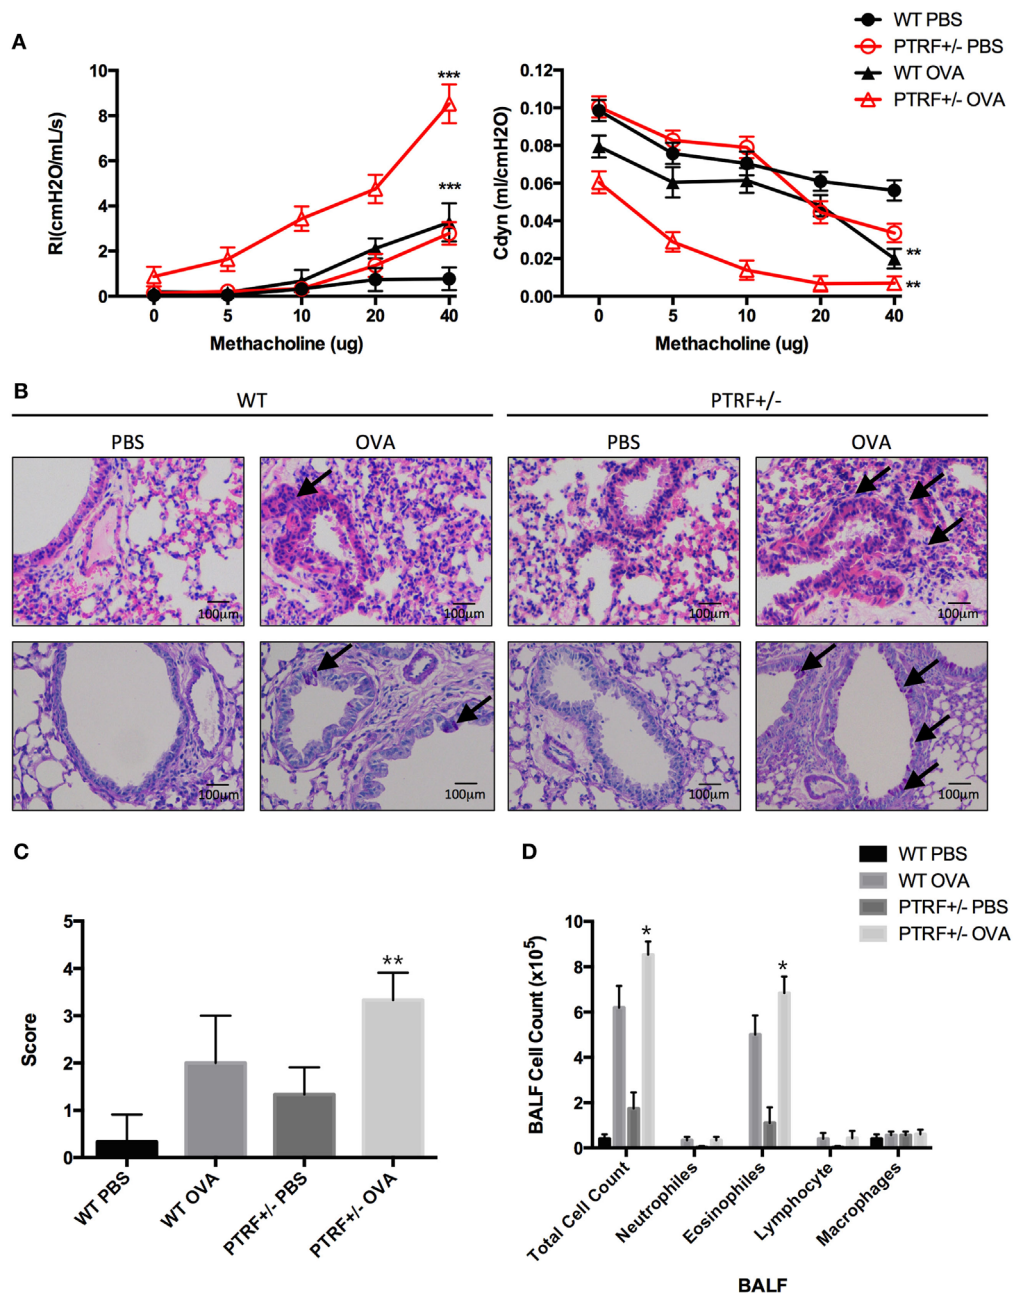 A
WT PBS
PTRF+/- PBS
WT OVA
PTRF+/- OVA
RI(cmH2O/mL/s)
10
8
6
4
2
0
***
***
0 5 10 20 40
Methacholine (ug)
Cdyn (ml/cmH2O)
0.12
0.10
0.08
0.06
0.04
0.02
0.00
**
**
0 5 10 20 40
Methacholine (ug)
B
WT PTRF+/-
PBS OVA PBS OVA
100μm 100μm 100μm 100μm
100μm 100μm 100μm 100μm
C
Score
5
4
3
2
1
0
**
WT PBS
WT OVA
PTRF+/- PBS
PTRF+/- OVA
D
WT PBS
WT OVA
PTRF+/- PBS
PTRF+/- OVA
BALF Cell Count (x10⁵)
10
8
6
4
2
0
*
*
Total Cell Count
Neutrophiles
Eosinophiles
Lymphocyte
Macrophages
BALF